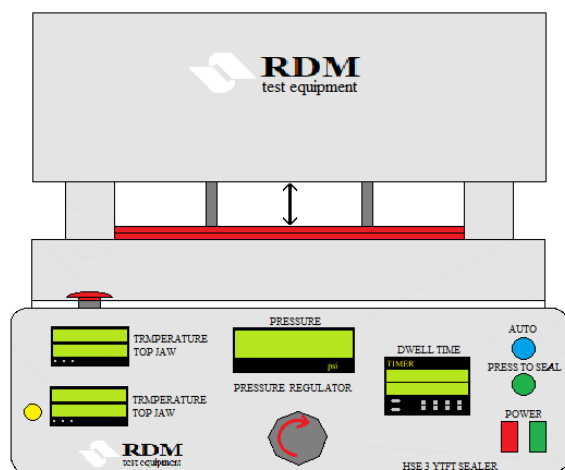 RDM
test equipment
PRESSURE
AUTO
TRMPERATURE
TOP JAW
psi
DWELL TIME
TIMER
PRESS TO SEAL
TRMPERATURE
TOP JAW
PRESSURE REGULATOR
POWER
RDM
test equipment
HSE 3 YTFT SEALER